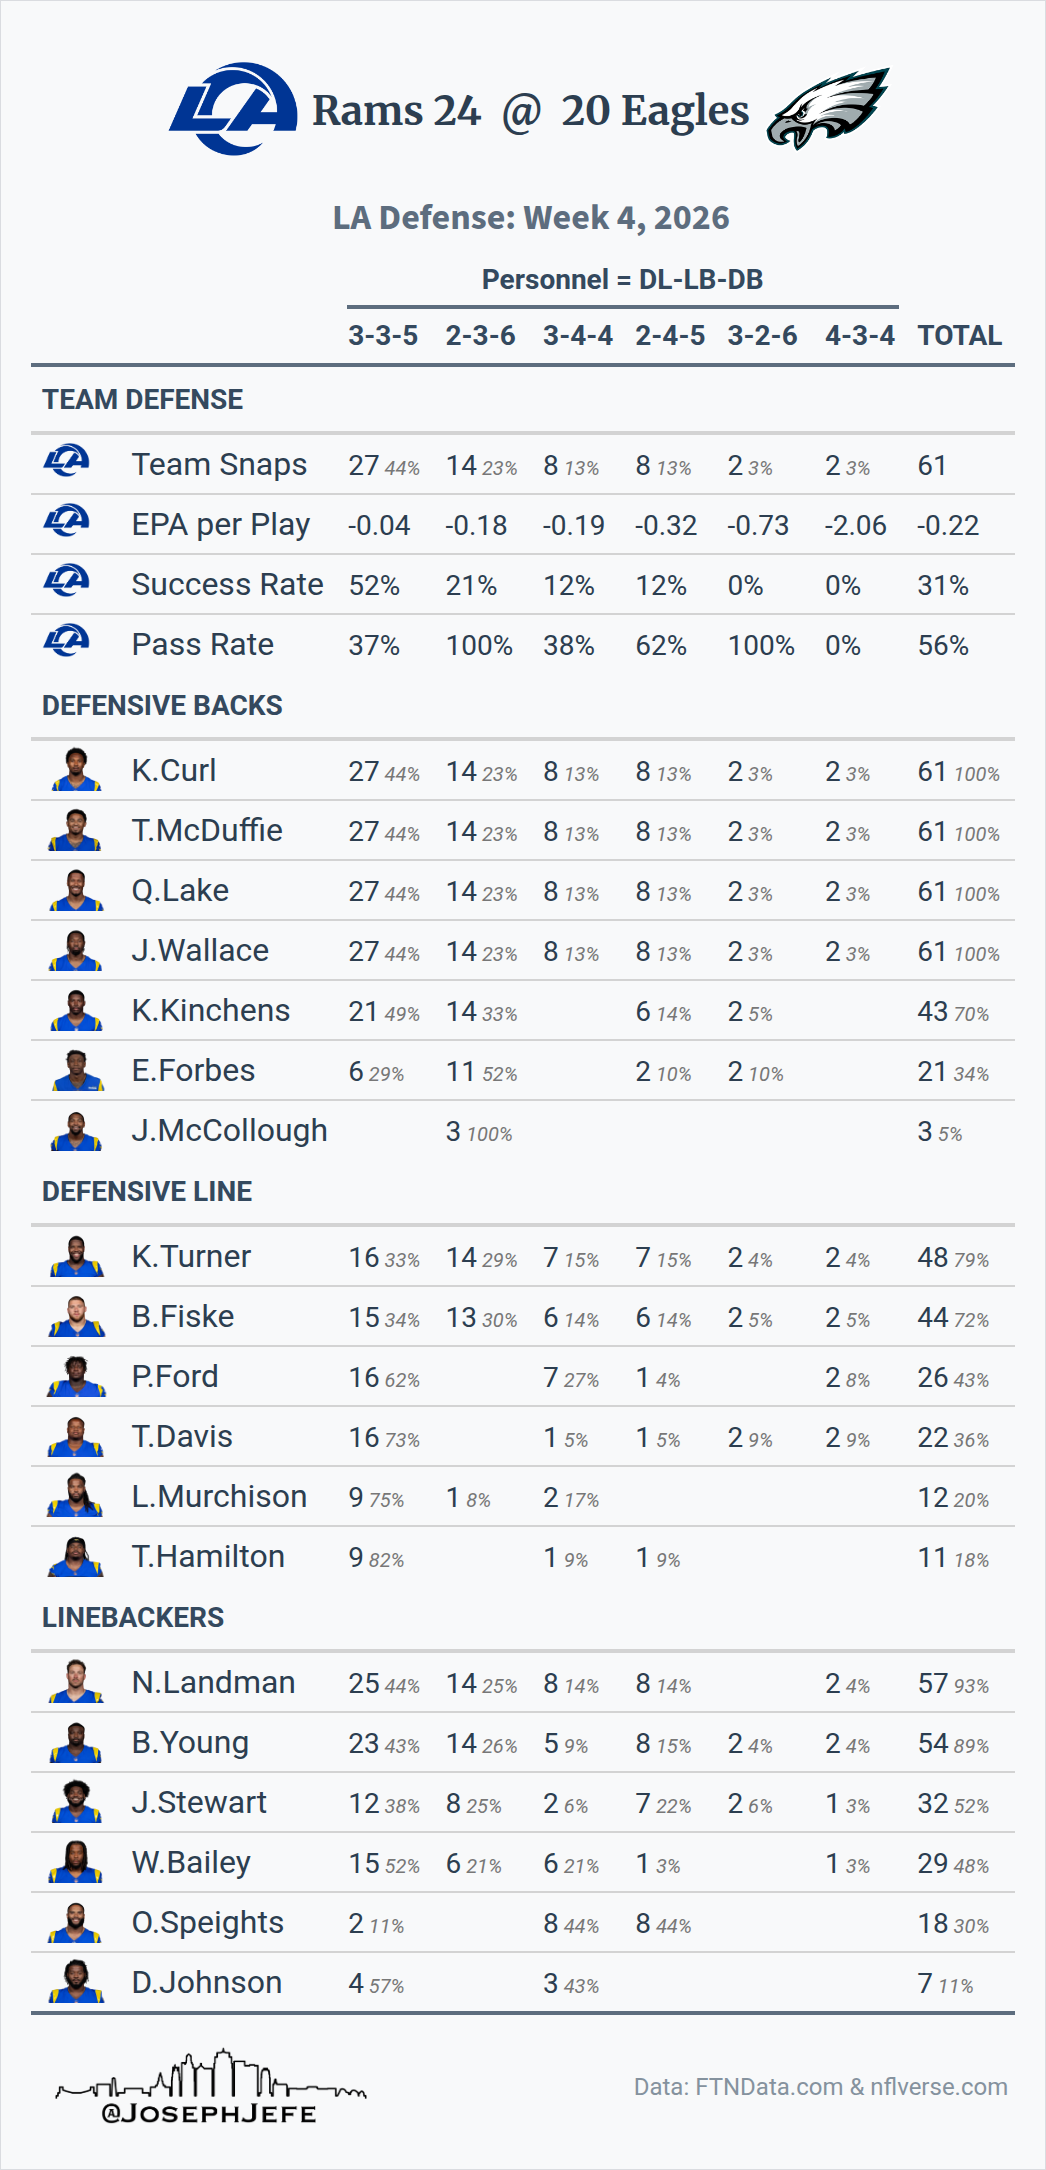 Rams 24 @ 20 Eagles
LA Defense: Week 4, 2026
Personnel = DL-LB-DB
3-3-5 2-3-6 3-4-4 2-4-5 3-2-6 4-3-4 TOTAL
TEAM DEFENSE
Team Snaps 27 44% 14 23% 8 13% 8 13% 2 3% 2 3% 61
EPA per Play -0.04 -0.18 -0.19 -0.32 -0.73 -2.06 -0.22
Success Rate 52% 21% 12% 12% 0% 0% 31%
Pass Rate 37% 100% 38% 62% 100% 0% 56%
DEFENSIVE BACKS
K.Curl 27 44% 14 23% 8 13% 8 13% 2 3% 2 3% 61 100%
T.McDuffie 27 44% 14 23% 8 13% 8 13% 2 3% 2 3% 61 100%
Q.Lake 27 44% 14 23% 8 13% 8 13% 2 3% 2 3% 61 100%
J.Wallace 27 44% 14 23% 8 13% 8 13% 2 3% 2 3% 61 100%
K.Kinchens 21 49% 14 33% 6 14% 2 5% 43 70%
E.Forbes 6 29% 11 52% 2 10% 2 10% 21 34%
J.McCollough 3 100% 3 5%
DEFENSIVE LINE
K.Turner 16 33% 14 29% 7 15% 7 15% 2 4% 2 4% 48 79%
B.Fiske 15 34% 13 30% 6 14% 6 14% 2 5% 2 5% 44 72%
P.Ford 16 62% 7 27% 1 4% 2 8% 26 43%
T.Davis 16 73% 1 5% 1 5% 2 9% 2 9% 22 36%
L.Murchison 9 75% 1 8% 2 17% 12 20%
T.Hamilton 9 82% 1 9% 1 9% 11 18%
LINEBACKERS
N.Landman 25 44% 14 25% 8 14% 8 14% 2 4% 57 93%
B.Young 23 43% 14 26% 5 9% 8 15% 2 4% 2 4% 54 89%
J.Stewart 12 38% 8 25% 2 6% 7 22% 2 6% 1 3% 32 52%
W.Bailey 15 52% 6 21% 6 21% 1 3% 1 3% 29 48%
O.Speights 2 11% 8 44% 8 44% 18 30%
D.Johnson 4 57% 3 43% 7 11%
@JOSEPHJEFE
Data: FTNData.com & nflverse.com